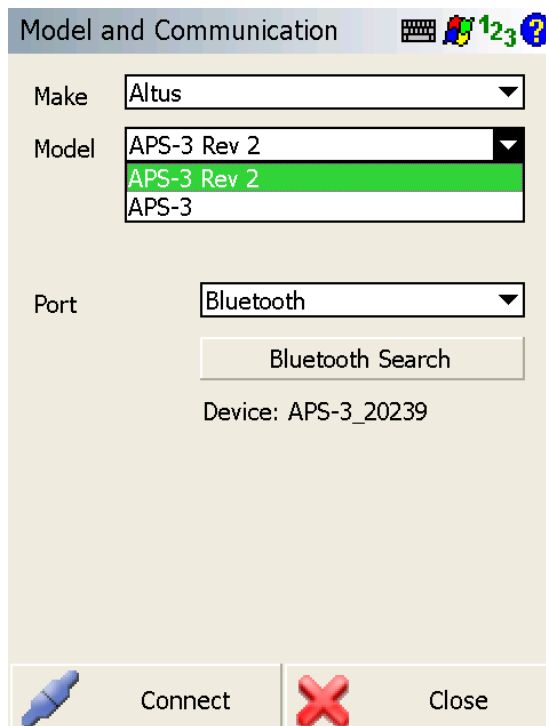 Model and Communication 123 ?
Make Altus
Model APS-3 Rev 2
APS-3 Rev 2
APS-3
Port Bluetooth
Bluetooth Search
Device: APS-3_20239
Connect Close